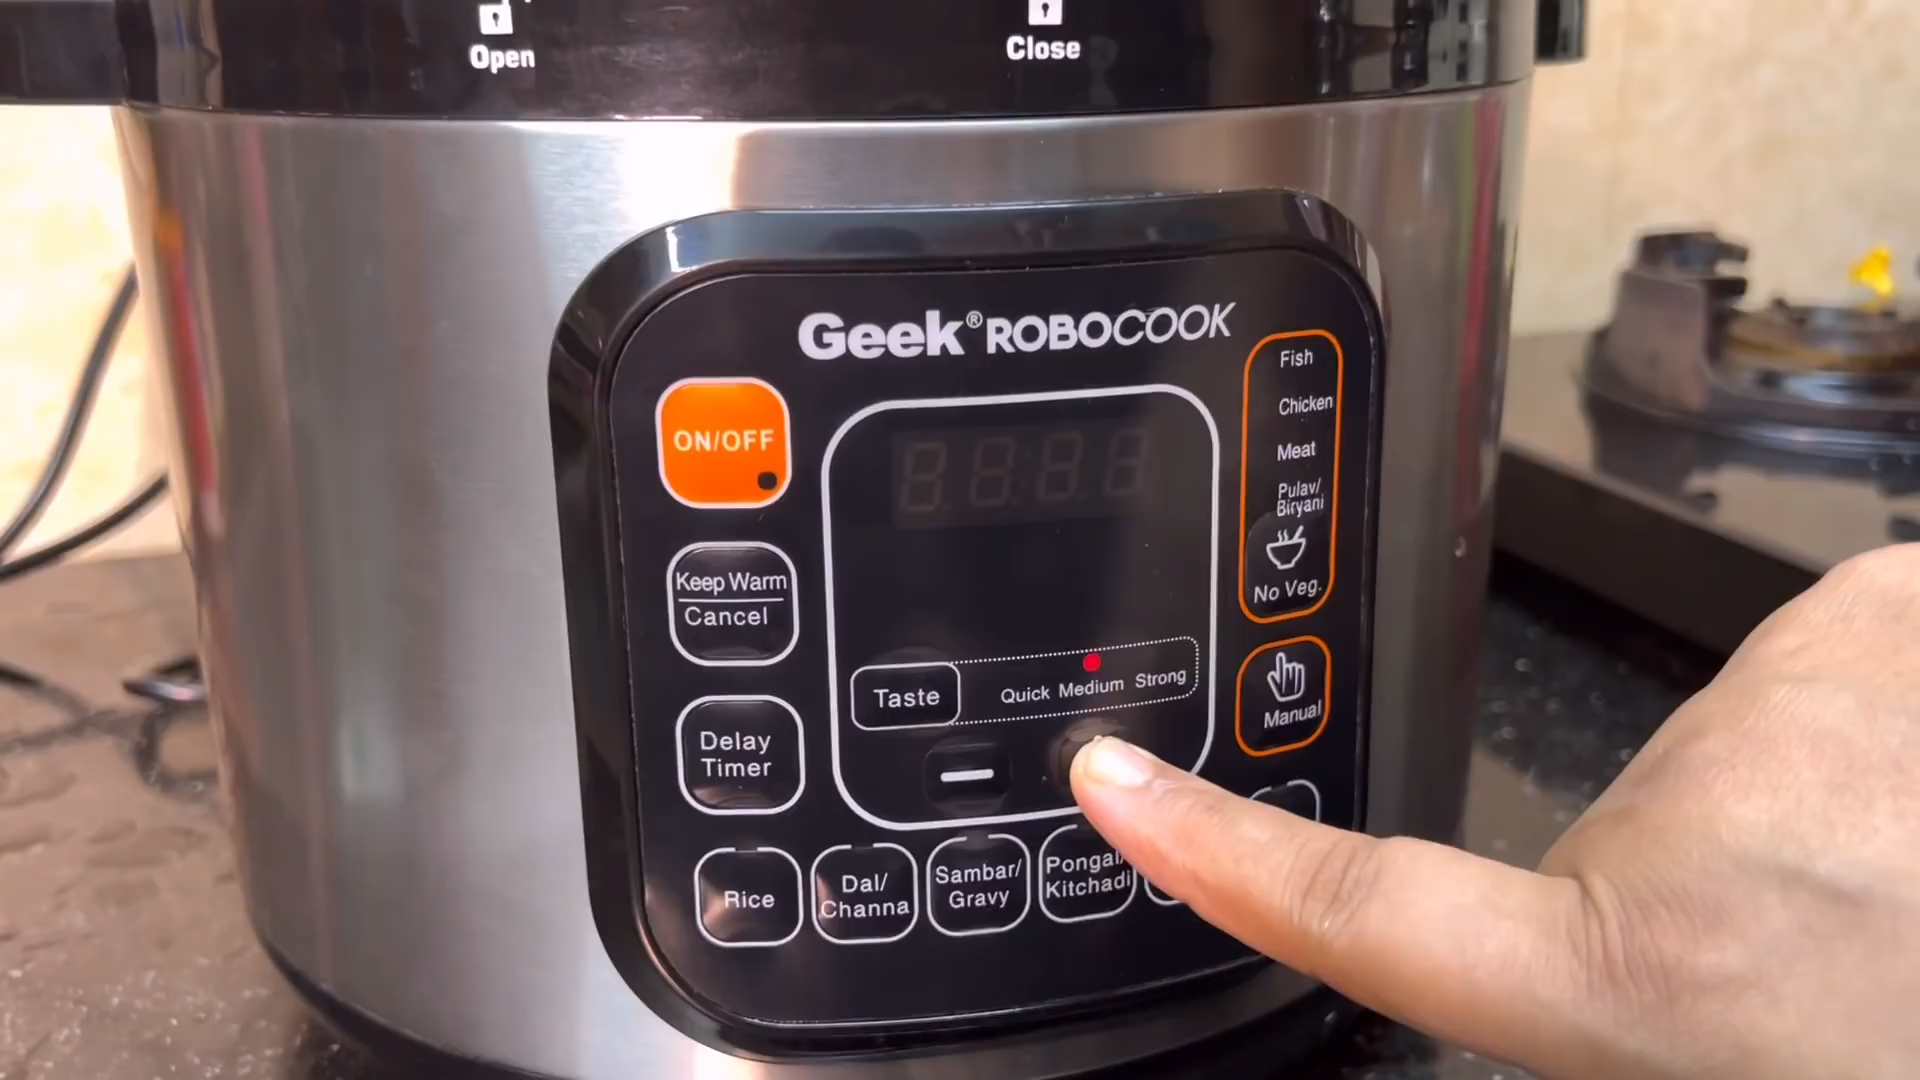 Open
Close
Geek® ROBOCOOK
ON/OFF
Fish
Chicken
Meat
Pulav/
Biryani
No Veg.
Keep Warm
Cancel
Taste
Quick Medium Strong
Manual
Delay
Timer
Rice
Dal/
Channa
Sambar/
Gravy
Pongal/
Kitchadi